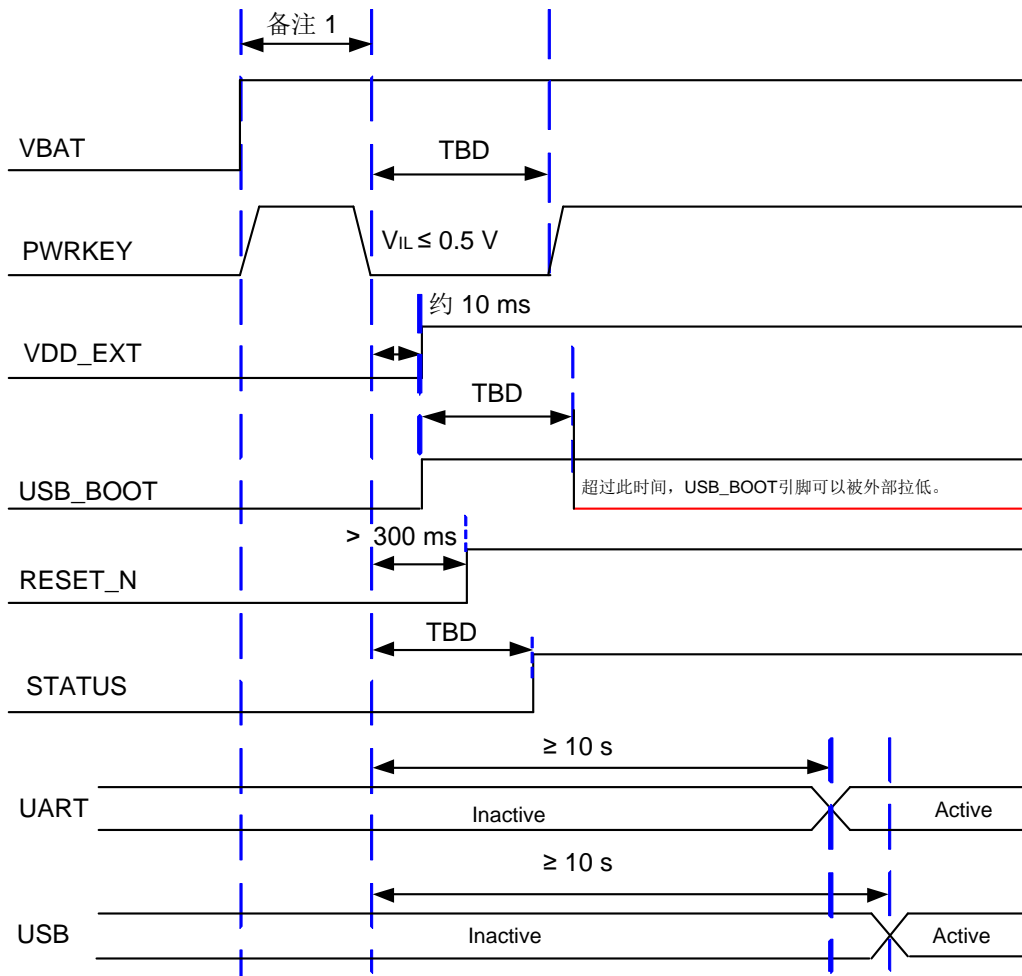 备注 1
VBAT
TBD
PWRKEY
VIL ≤ 0.5 V
约 10 ms
VDD_EXT
TBD
USB_BOOT
超过此时间，USB_BOOT引脚可以被外部拉低。
> 300 ms
RESET_N
TBD
STATUS
≥ 10 s
UART
Inactive
Active
≥ 10 s
USB
Inactive
Active